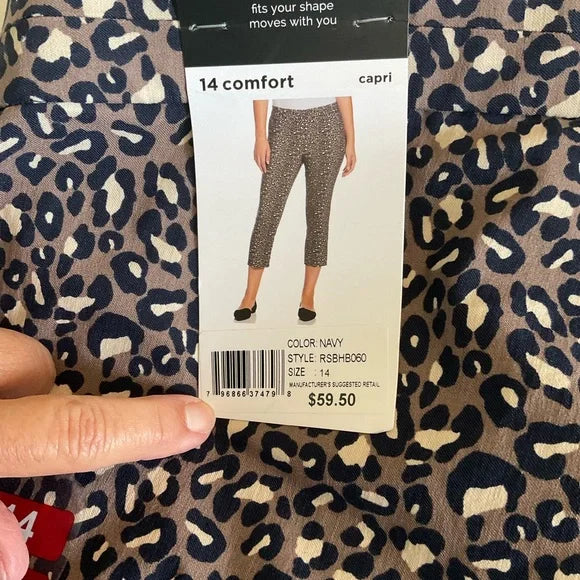 fits your shape
moves with you
14 comfort capri
COLOR: NAVY
STYLE: RSBHB060
SIZE : 14
MANUFACTURER'S SUGGESTED RETAIL
7 96866 37479 8
$59.50
14